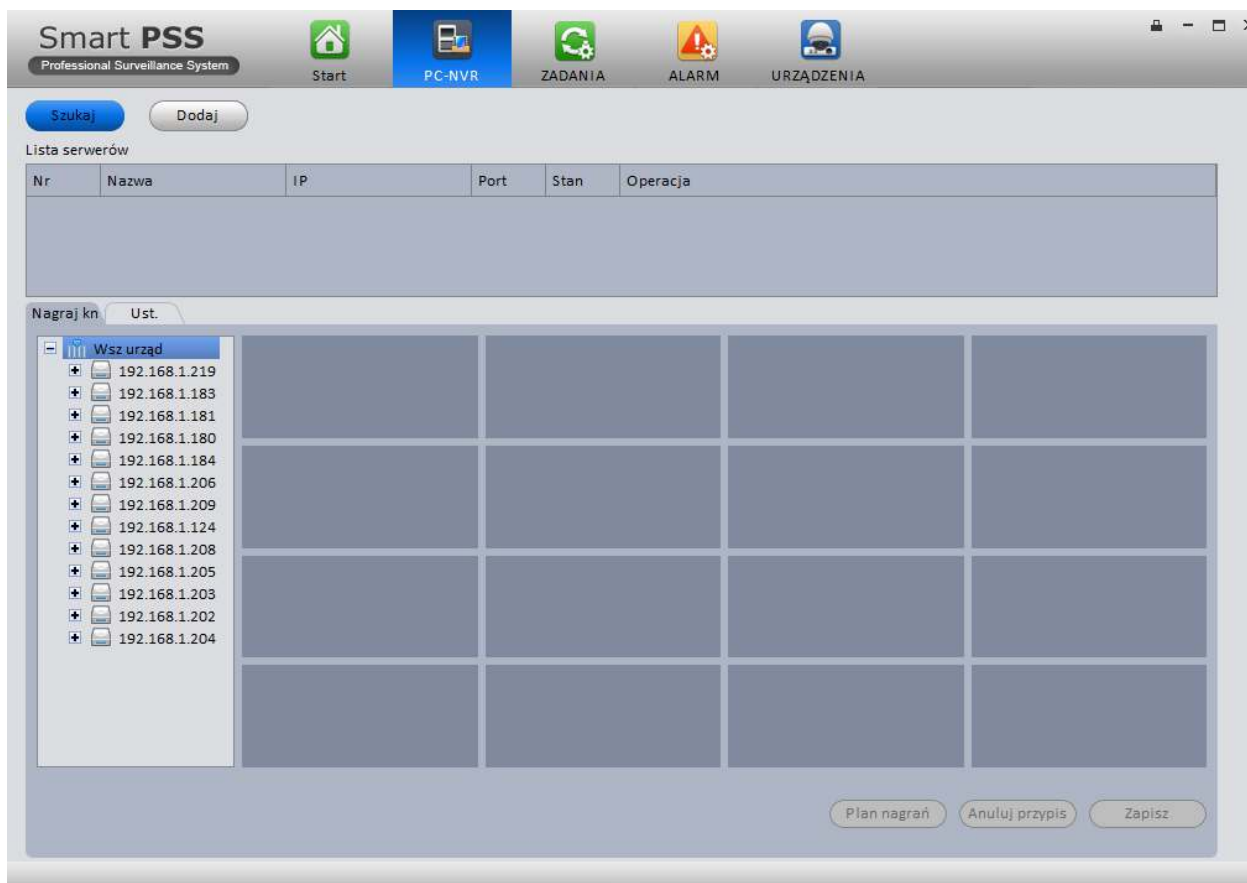 Smart PSS
Professional Surveillance System
Start
PC-NVR
ZADANIA
ALARM
URZĄDZENIA
Szukaj
Dodaj
Lista serwerów
Nr Nazwa IP Port Stan Operacja
Nagraj kn
Ust.
Wsz urząd
192.168.1.219
192.168.1.183
192.168.1.181
192.168.1.180
192.168.1.184
192.168.1.206
192.168.1.209
192.168.1.124
192.168.1.208
192.168.1.205
192.168.1.203
192.168.1.202
192.168.1.204
Plan nagrań
Anuluj przypis
Zapisz